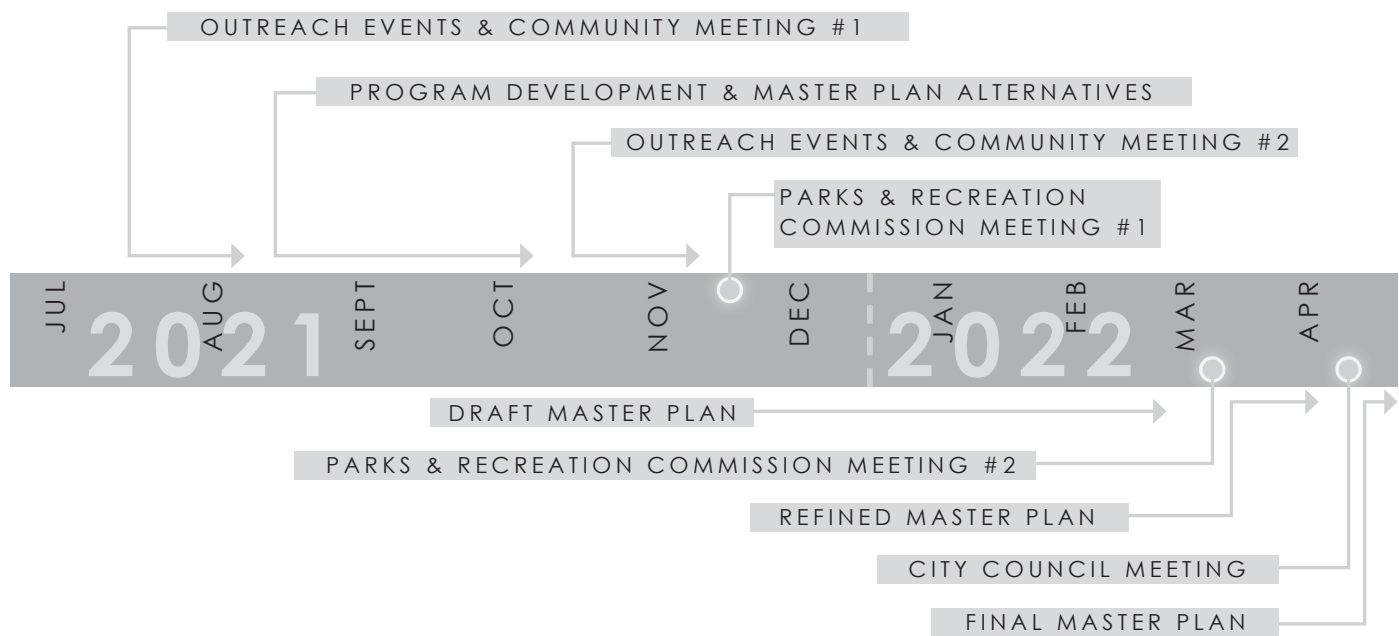 OUTREACH EVENTS & COMMUNITY MEETING #1
PROGRAM DEVELOPMENT & MASTER PLAN ALTERNATIVES
OUTREACH EVENTS & COMMUNITY MEETING #2
PARKS & RECREATION
COMMISSION MEETING #1
JUL
AUG
SEPT
OCT
NOV
DEC
JAN
FEB
MAR
APR
2021
2022
DRAFT MASTER PLAN
PARKS & RECREATION COMMISSION MEETING #2
REFINED MASTER PLAN
CITY COUNCIL MEETING
FINAL MASTER PLAN